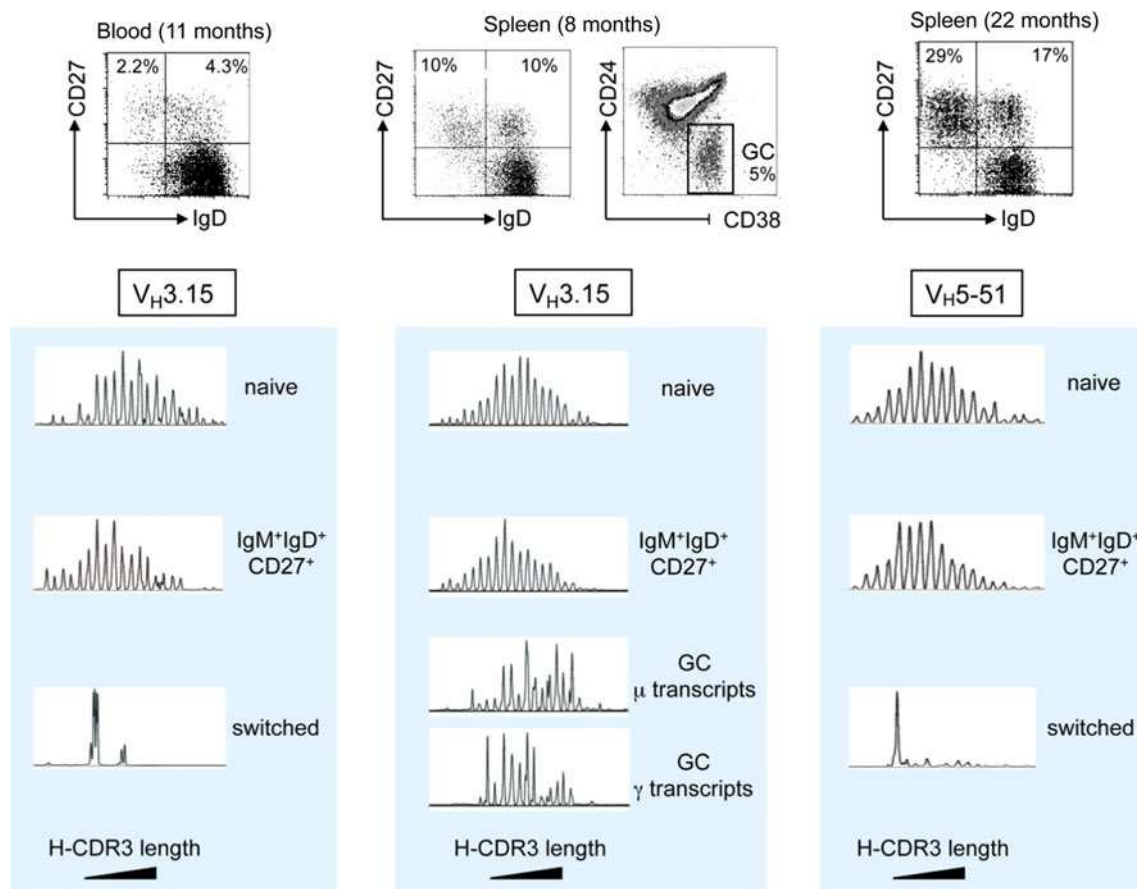 Blood (11 months)
CD27
2.2%
4.3%
IgD
Spleen (8 months)
CD27
10%
10%
IgD
CD24
GC
5%
CD38
Spleen (22 months)
CD27
29%
17%
IgD
VH3.15
naive
IgM+IgD+
CD27+
switched
H-CDR3 length
VH3.15
naive
IgM+IgD+
CD27+
GC
μ transcripts
GC
γ transcripts
H-CDR3 length
VH5-51
naive
IgM+IgD+
CD27+
switched
H-CDR3 length